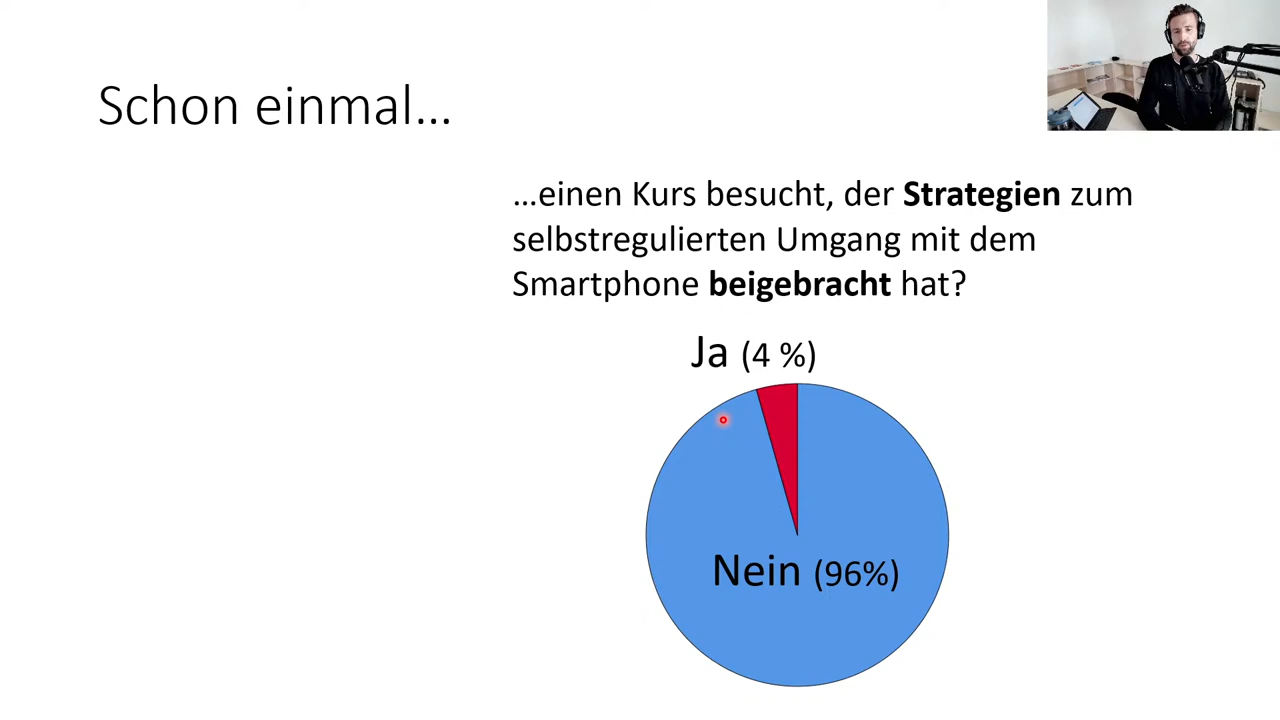 Schon einmal…
…einen Kurs besucht, der Strategien zum
selbstregulierten Umgang mit dem
Smartphone beigebracht hat?
Ja (4 %)
Nein (96%)